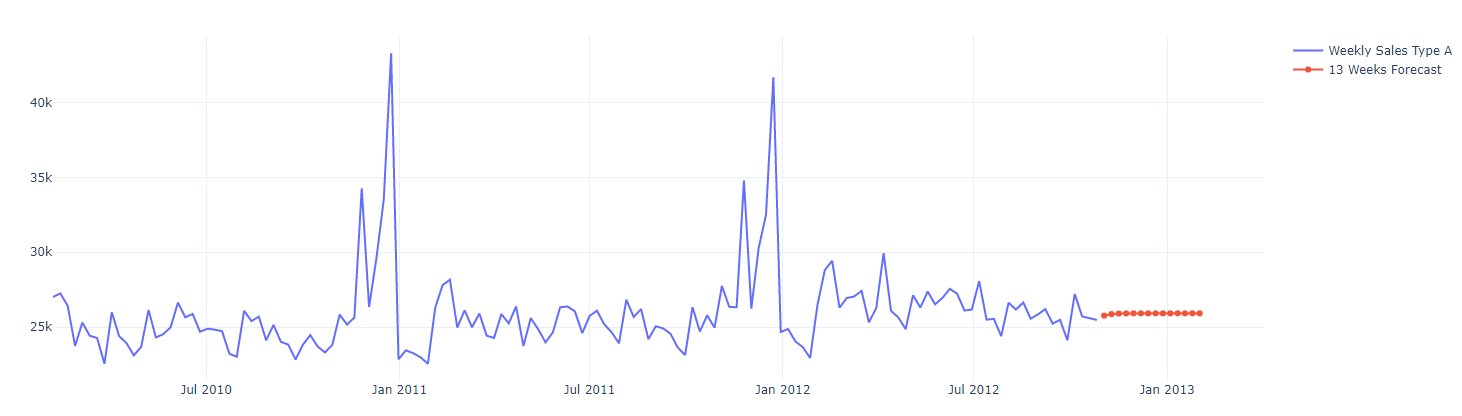 Weekly Sales Type A
13 Weeks Forecast
40k
35k
30k
25k
Jul 2010 Jan 2011 Jul 2011 Jan 2012 Jul 2012 Jan 2013